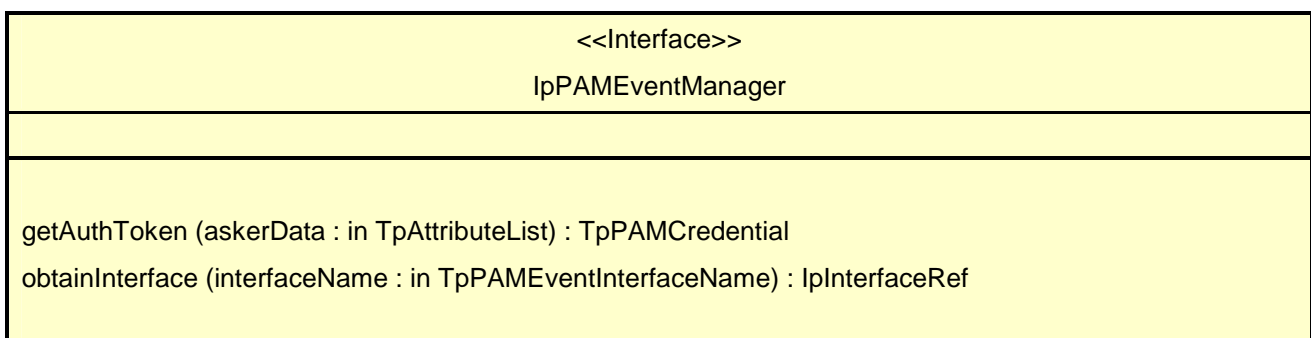 <<Interface>>
IpPAMEventManager
getAuthToken (askerData : in TpAttributeList) : TpPAMCredential
obtainInterface (interfaceName : in TpPAMEventInterfaceName) : IpInterfaceRef